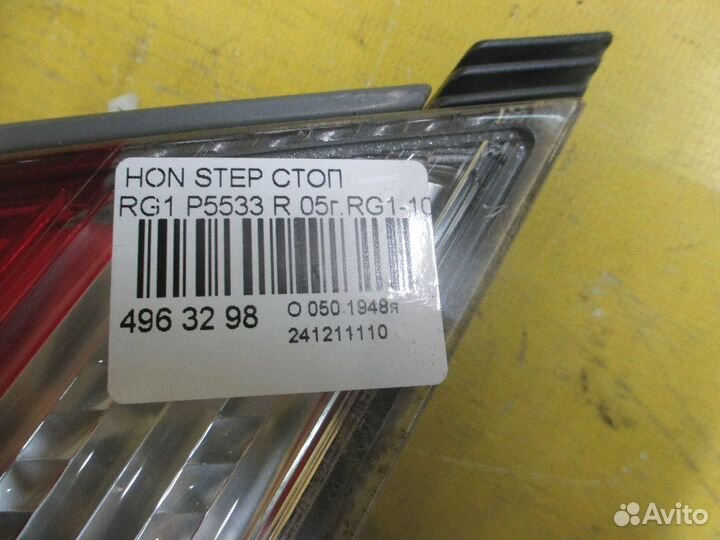 HON STEP СТОП
RG1 P5533 R 05г.RG1-10
496 32 98
О 050 1948я
241211110
Avito